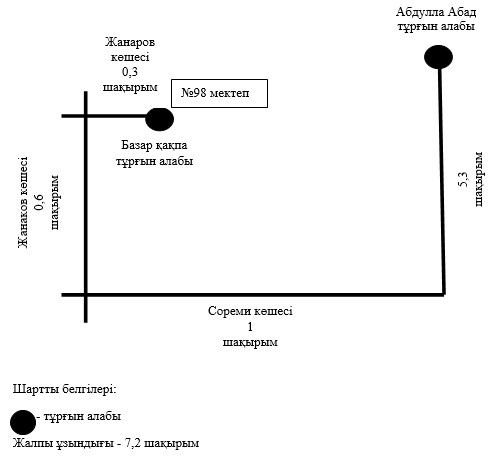 Абдулла Абад
тұрғын алабы
Жанаров
көшесі
0,3
шақырым
№98 мектеп
Базар қақпа
тұрғын алабы
Жанаков көшесі
0,6
шақырым
5,3
шақырым
Сореми көшесі
1
шақырым
Шартты белгілері:
- тұрғын алабы
Жалпы ұзындығы - 7,2 шақырым